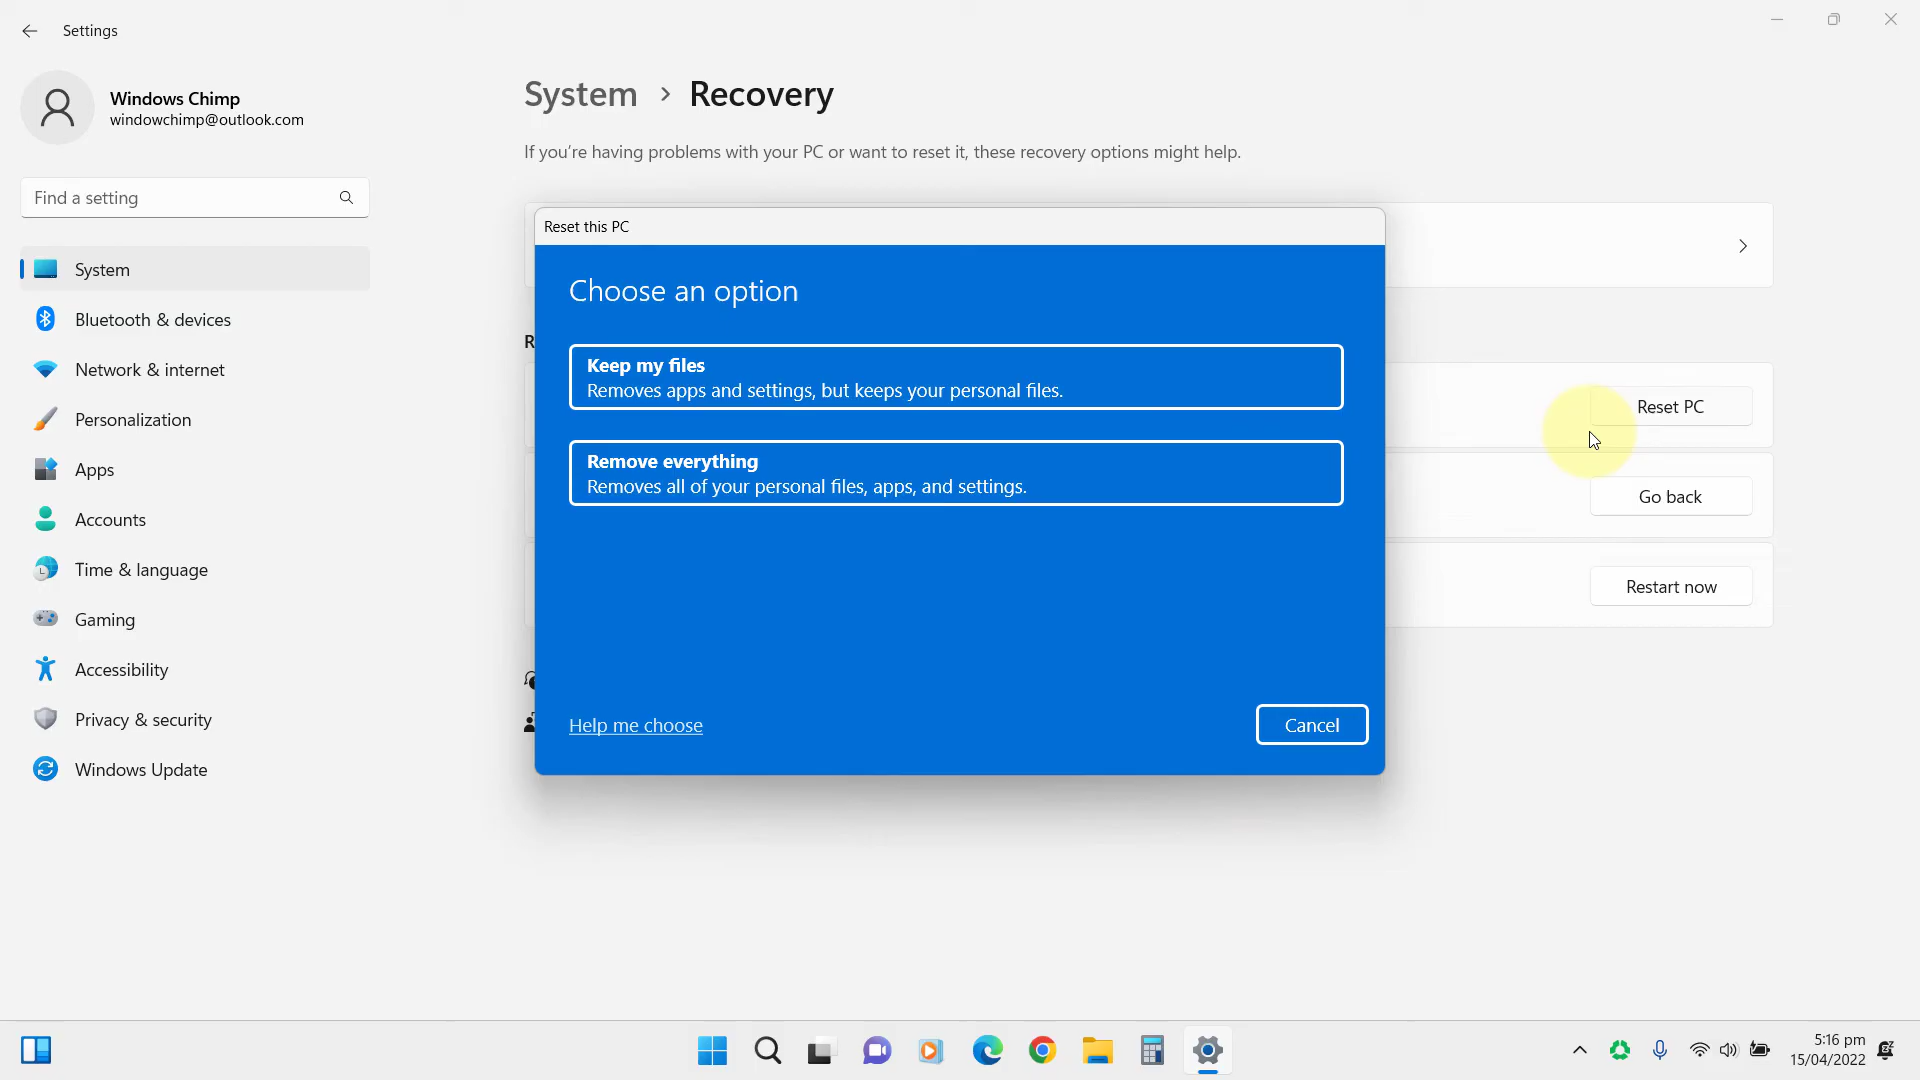 Settings
Windows Chimp
windowchimp@outlook.com
Find a setting
System
Bluetooth & devices
Network & internet
Personalization
Apps
Accounts
Time & language
Gaming
Accessibility
Privacy & security
Windows Update
System > Recovery
If you're having problems with your PC or want to reset it, these recovery options might help.
R
Reset this PC
Choose an option
Keep my files
Removes apps and settings, but keeps your personal files.
Remove everything
Removes all of your personal files, apps, and settings.
Help me choose
Cancel
Reset PC
Go back
Restart now
5:16 pm
15/04/2022